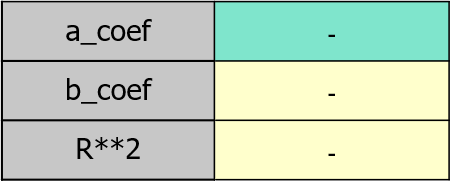 a_coef -
b_coef -
R**2 -